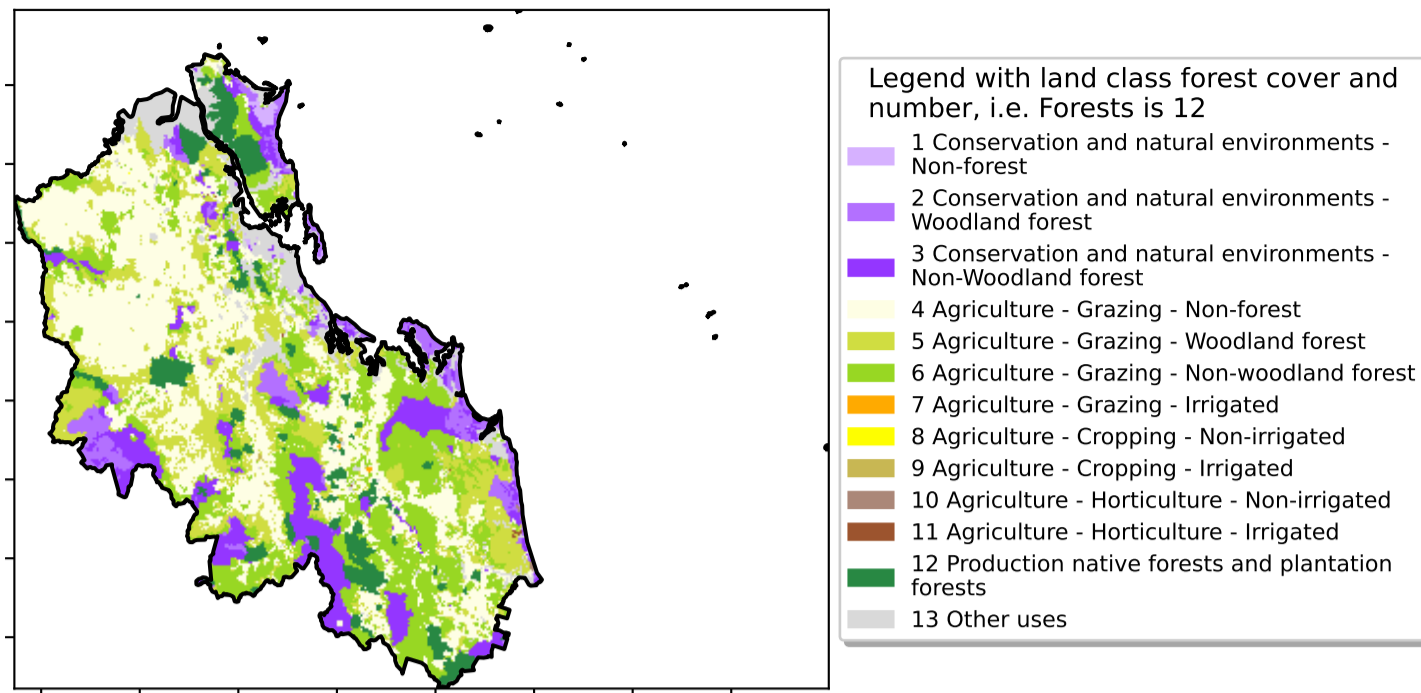 Legend with land class forest cover and
number, i.e. Forests is 12
1 Conservation and natural environments -
Non-forest
2 Conservation and natural environments -
Woodland forest
3 Conservation and natural environments -
Non-Woodland forest
4 Agriculture - Grazing - Non-forest
5 Agriculture - Grazing - Woodland forest
6 Agriculture - Grazing - Non-woodland forest
7 Agriculture - Grazing - Irrigated
8 Agriculture - Cropping - Non-irrigated
9 Agriculture - Cropping - Irrigated
10 Agriculture - Horticulture - Non-irrigated
11 Agriculture - Horticulture - Irrigated
12 Production native forests and plantation
forests
13 Other uses